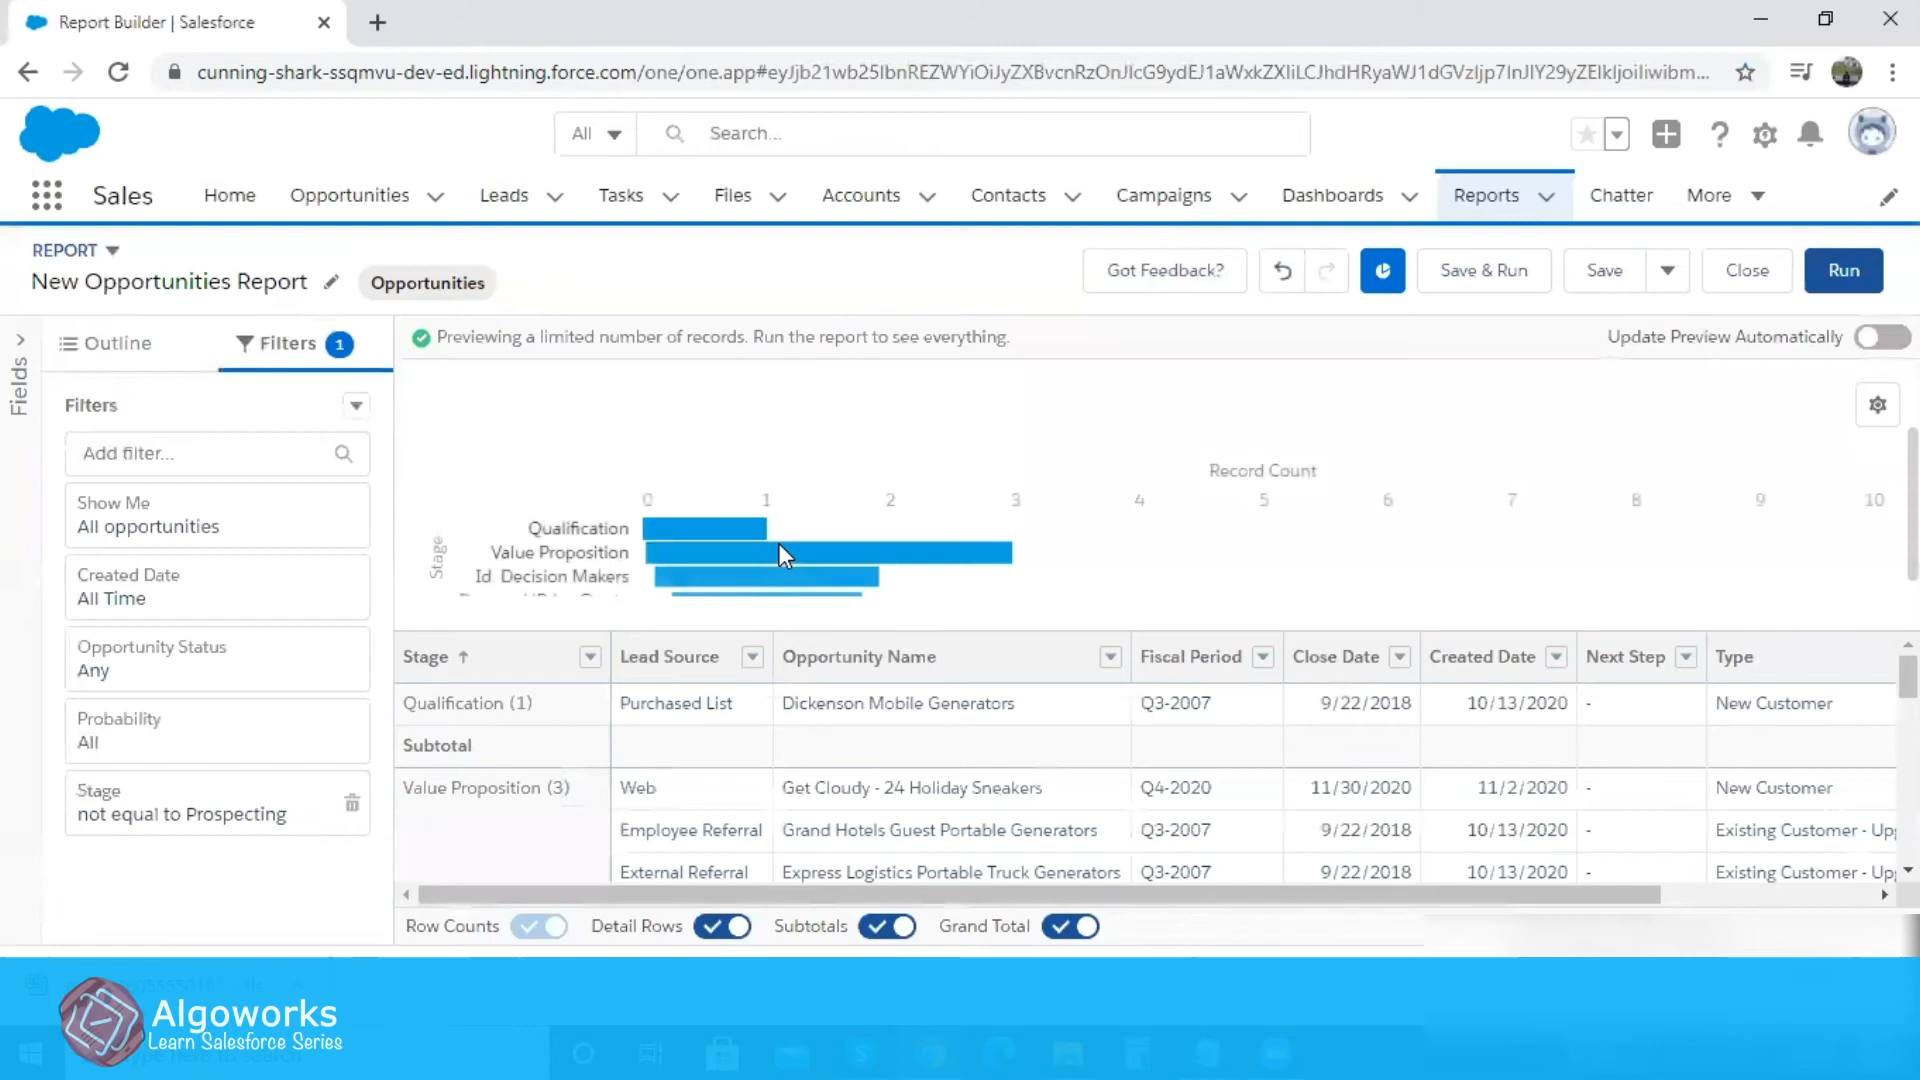 Report Builder | Salesforce
cunning-shark-ssqmvu-dev-ed.lightning.force.com/one/one.app#
All
Search...
Sales
Home
Opportunities
Leads
Tasks
Files
Accounts
Contacts
Campaigns
Dashboards
Reports
Chatter
More
REPORT
New Opportunities Report
Opportunities
Got Feedback?
Save & Run
Save
Close
Run
Fields
Outline
Filters 1
Previewing a limited number of records. Run the report to see everything.
Update Preview Automatically
Filters
Add filter...
Show Me
All opportunities
Created Date
All Time
Opportunity Status
Any
Probability
All
Stage
not equal to Prospecting
Record Count
0 1 2 3 4 5 6 7 8 9 10
Stage
Qualification
Value Proposition
Id. Decision Makers
Stage Lead Source Opportunity Name Fiscal Period Close Date Created Date Next Step Type
Qualification (1) Purchased List Dickenson Mobile Generators Q3-2007 9/22/2018 10/13/2020 - New Customer
Subtotal
Value Proposition (3) Web Get Cloudy - 24 Holiday Sneakers Q4-2020 11/30/2020 11/2/2020 - New Customer
Employee Referral Grand Hotels Guest Portable Generators Q3-2007 9/22/2018 10/13/2020 - Existing Customer - Upg
External Referral Express Logistics Portable Truck Generators Q3-2007 9/22/2018 10/13/2020 - Existing Customer - Upg
Row Counts
Detail Rows
Subtotals
Grand Total
Algoworks
Learn Salesforce Series